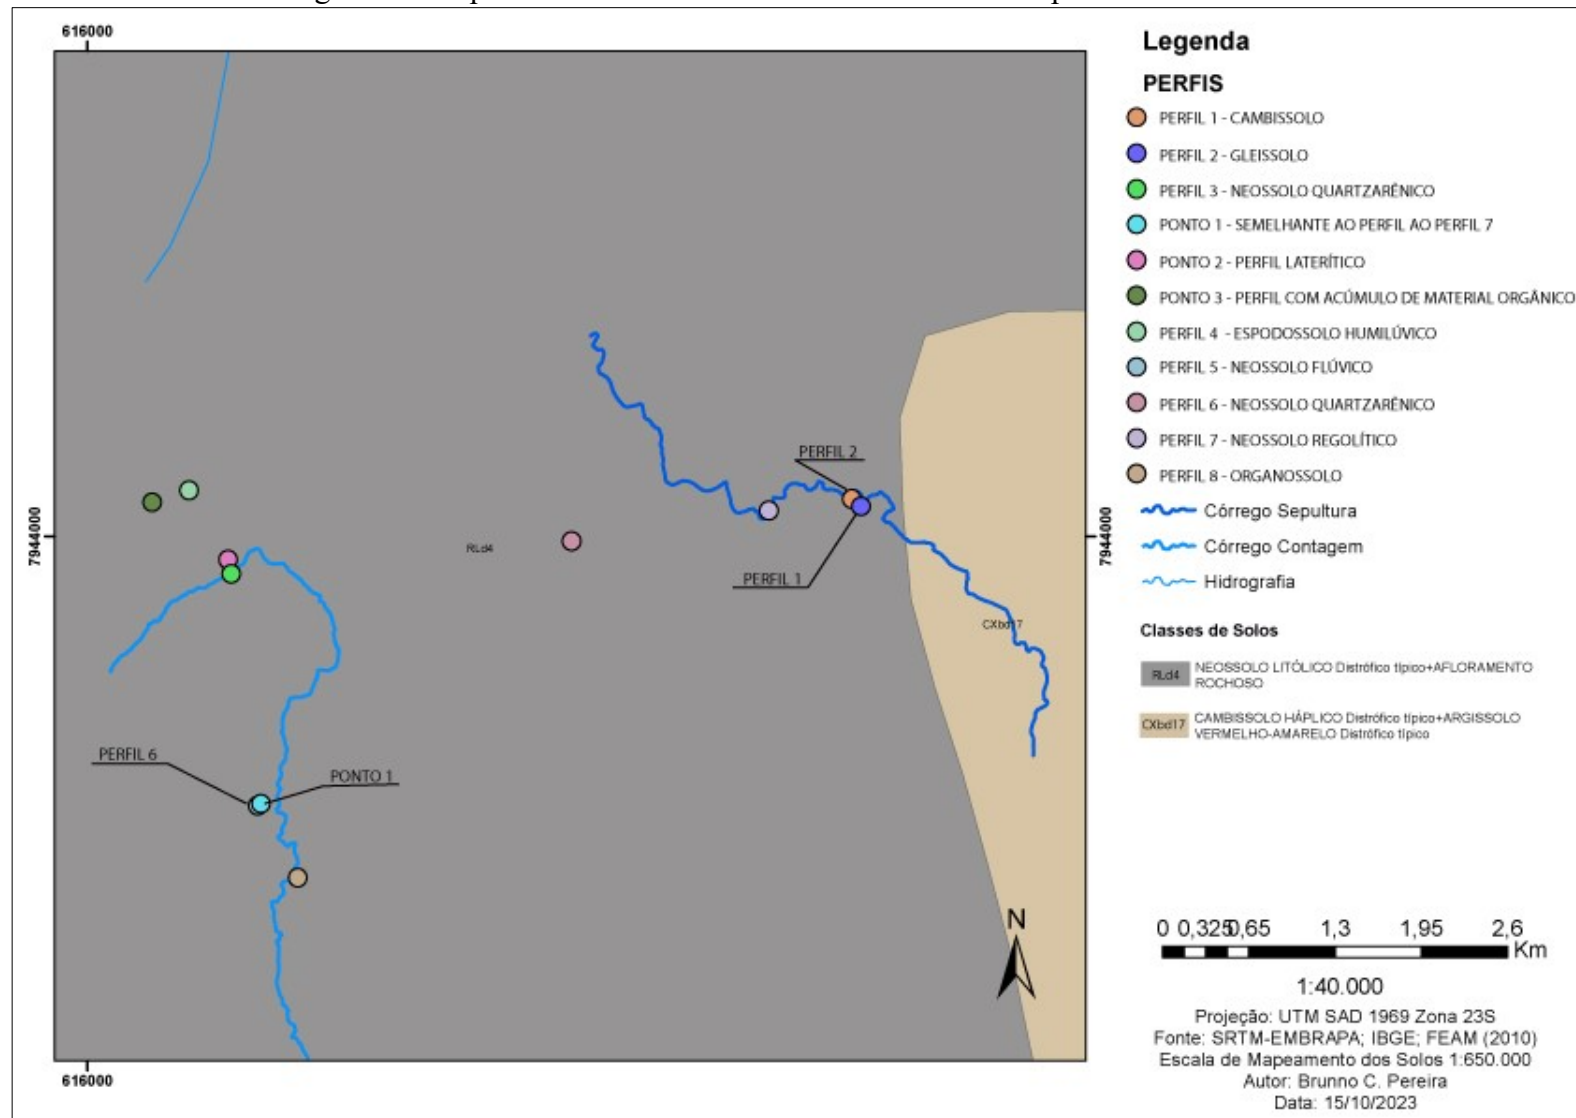 616000
Legenda
PERFIS
PERFIL 1 - CAMBISSOLO
PERFIL 2 - GLEISSOLO
PERFIL 3 - NEOSSOLO QUARTZARÊNICO
PONTO 1 - SEMELHANTE AO PERFIL AO PERFIL 7
PONTO 2 - PERFIL LATERÍTICO
PONTO 3 - PERFIL COM ACÚMULO DE MATERIAL ORGÂNICO
PERFIL 4 - ESPODOSSOLO HUMILÚVICO
PERFIL 5 - NEOSSOLO FLÚVICO
PERFIL 6 - NEOSSOLO QUARTZARÊNICO
PERFIL 7 - NEOSSOLO REGOLÍTICO
PERFIL 8 - ORGANOSSOLO
Córrego Sepultura
Córrego Contagem
Hidrografia
Classes de Solos
RLd4 NEOSSOLO LITÓLICO Distrófico típico+AFLORAMENTO
ROCHOSO
CXbd17 CAMBISSOLO HÁPLICO Distrófico típico+ARGISSOLO
VERMELHO-AMARELO Distrófico típico
PERFIL 2
7944000
RLd4
7944000
PERFIL 1
CXbd17
PERFIL 6
PONTO 1
N
0 0,325 0,65 1,3 1,95 2,6
Km
1:40.000
Projeção: UTM SAD 1969 Zona 23S
Fonte: SRTM-EMBRAPA; IBGE; FEAM (2010)
Escala de Mapeamento dos Solos 1:650.000
Autor: Brunno C. Pereira
Data: 15/10/2023
616000